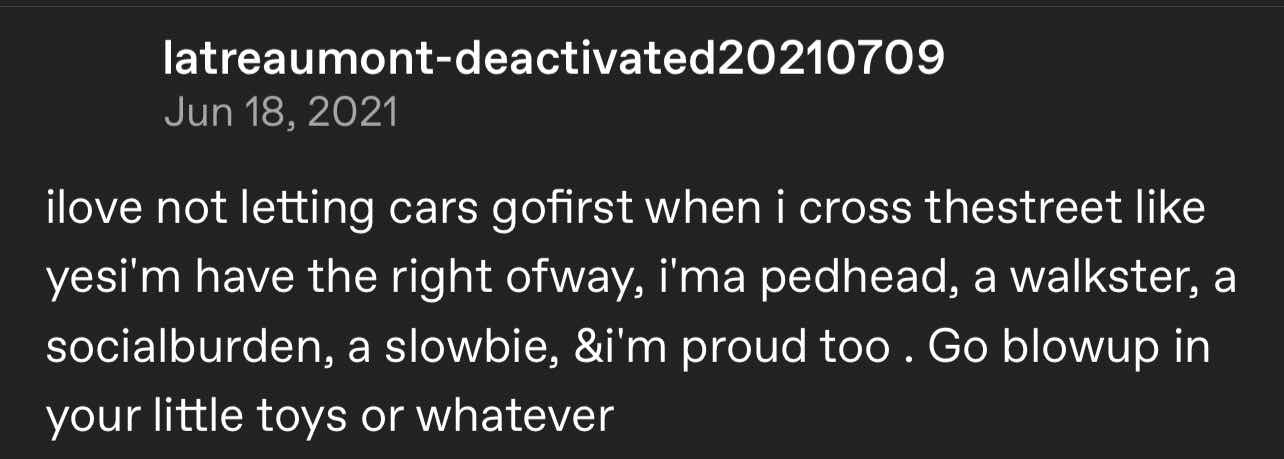 latreaumont-deactivated20210709
Jun 18, 2021
ilove not letting cars gofirst when i cross thestreet like
yesi'm have the right ofway, i'ma pedhead, a walkster, a
socialburden, a slowbie, &i'm proud too . Go blowup in
your little toys or whatever